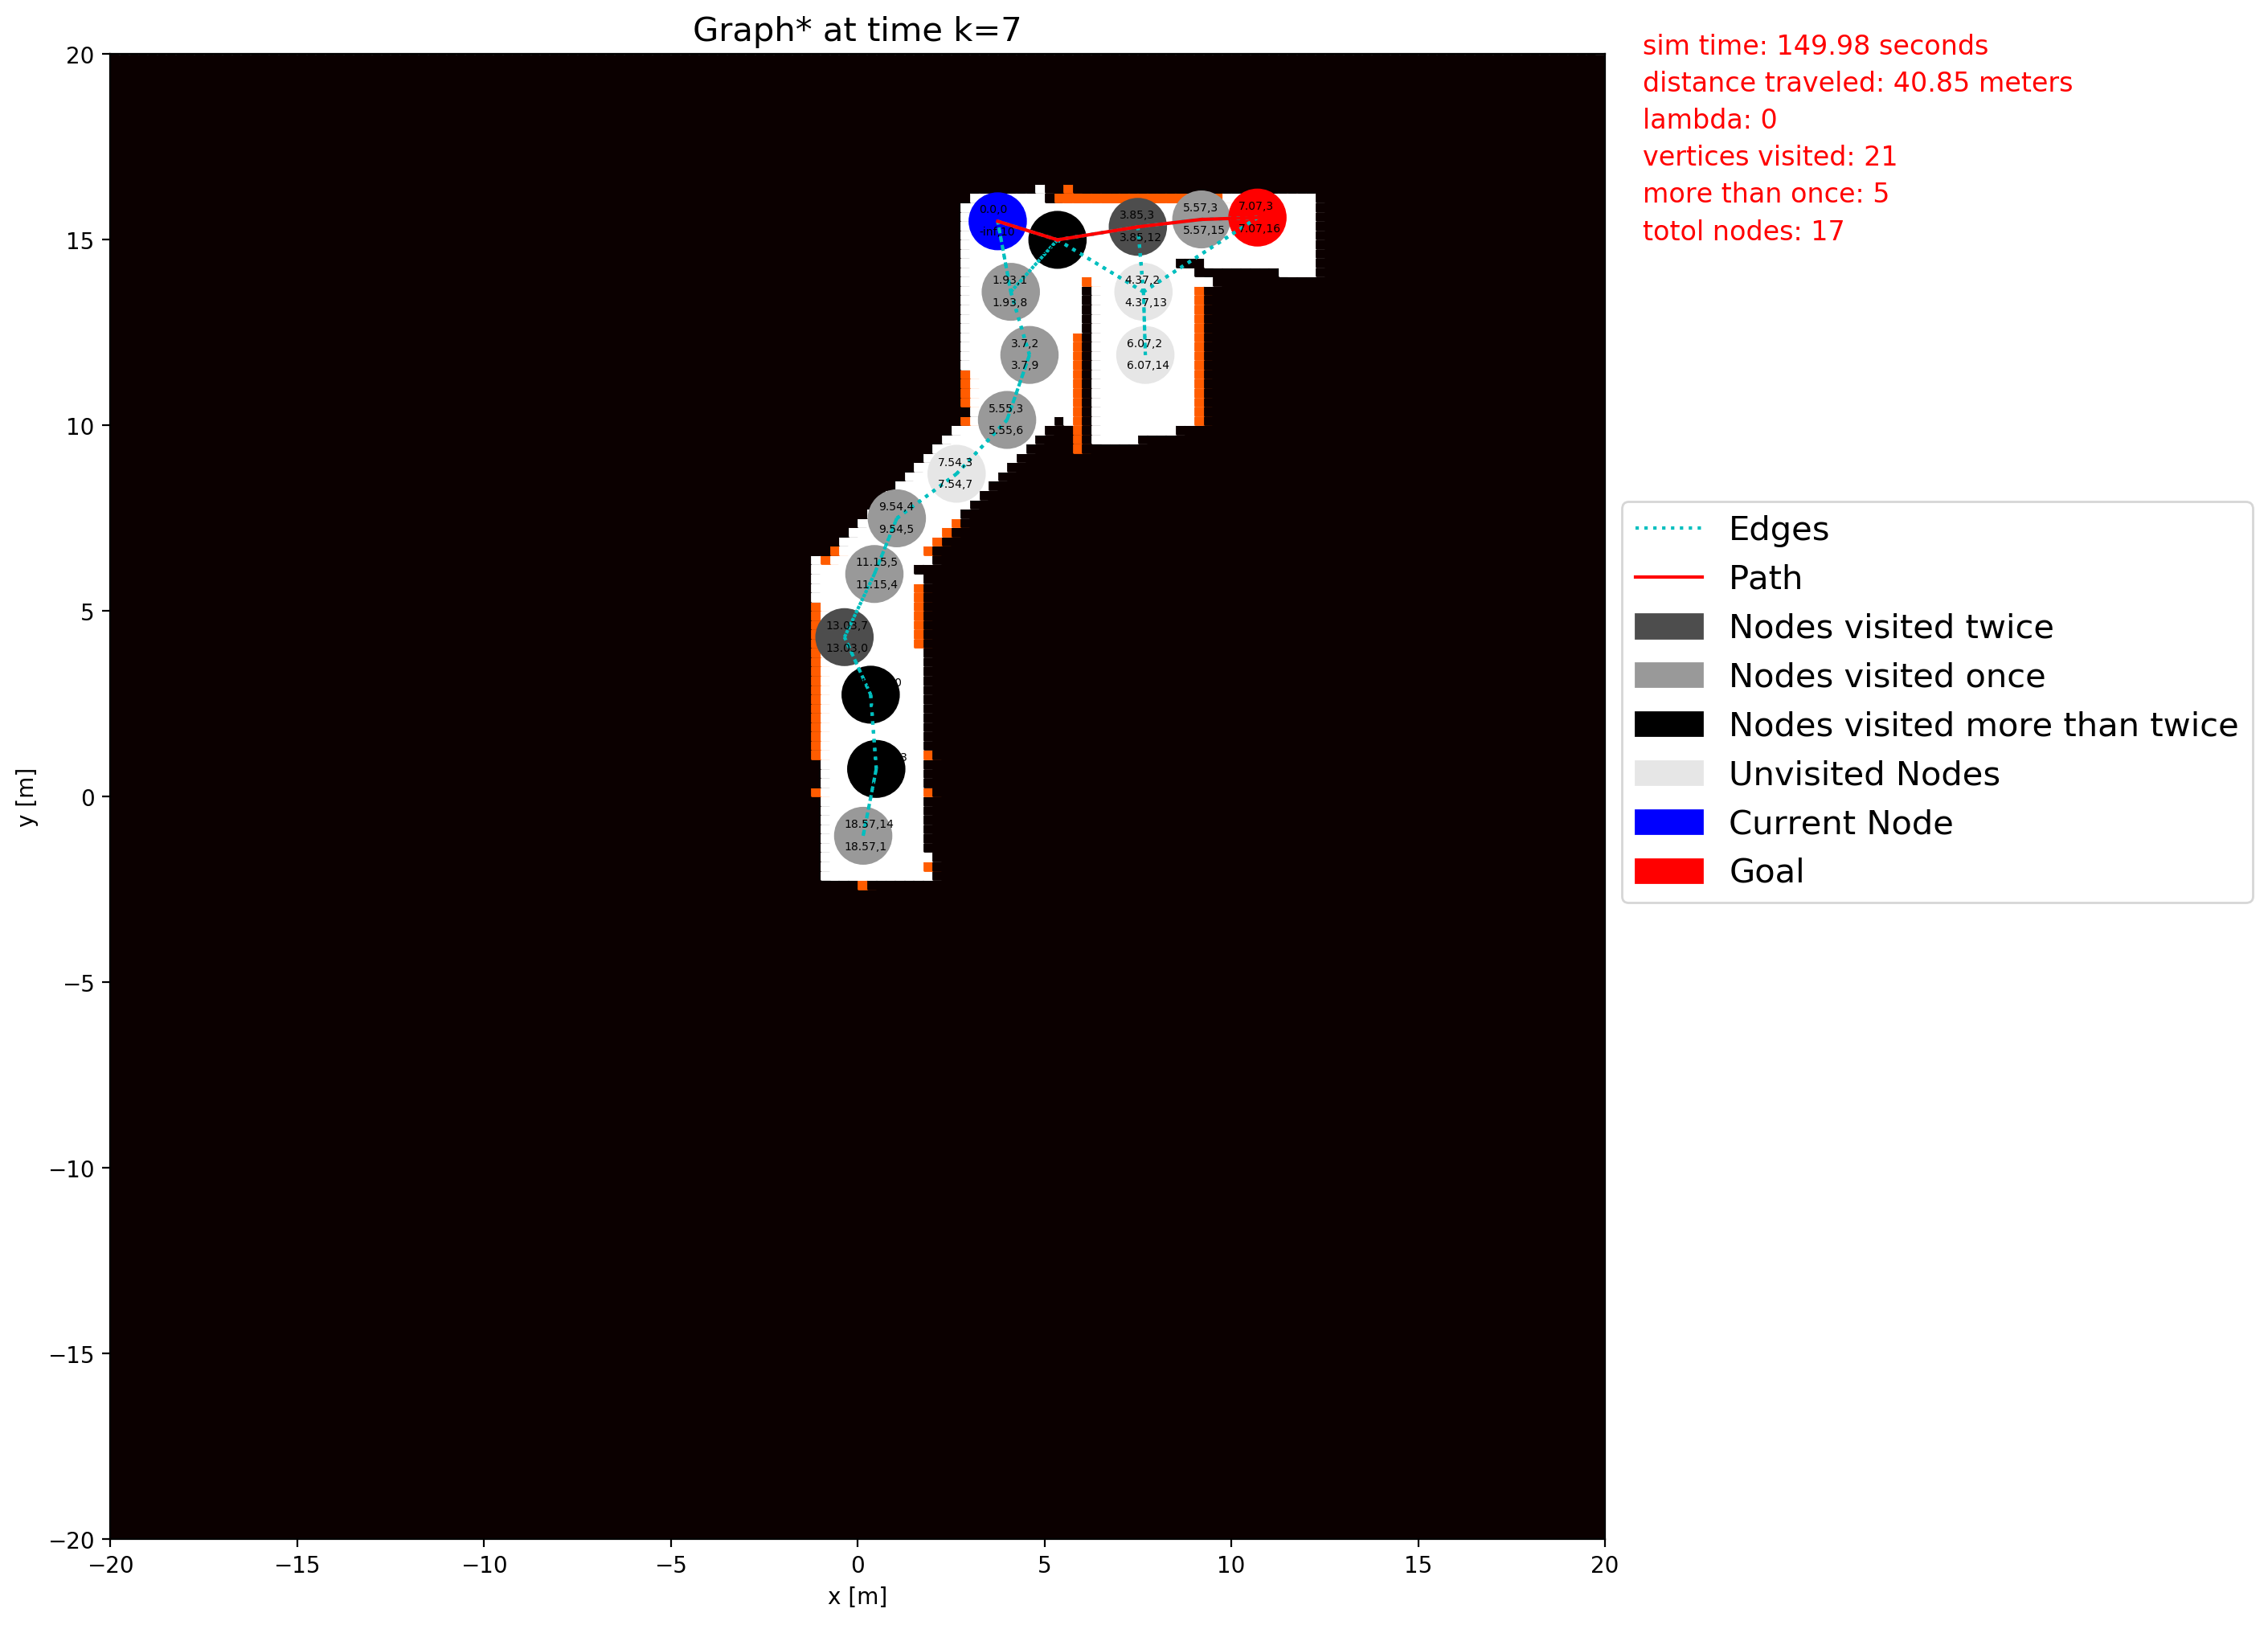 Graph* at time k=7
sim time: 149.98 seconds
distance traveled: 40.85 meters
lambda: 0
vertices visited: 21
more than once: 5
totol nodes: 17
20
15
10
5
0
−5
−10
−15
−20
y [m]
0.0,0
3.85,3
3.85,12
5.57,3
5.57,15
7.07,3
7.07,16
1.93,1
1.93,8
4.37,2
4.37,13
3.7,2
3.7,9
6.07,2
6.07,14
5.55,3
5.55,6
7.54,3
7.54,7
9.54,4
9.54,5
11.15,5
11.15,4
13.03,7
13.03,0
18.57,14
18.57,1
−20
−15
−10
−5
0
5
10
15
20
x [m]
Edges
Path
Nodes visited twice
Nodes visited once
Nodes visited more than twice
Unvisited Nodes
Current Node
Goal